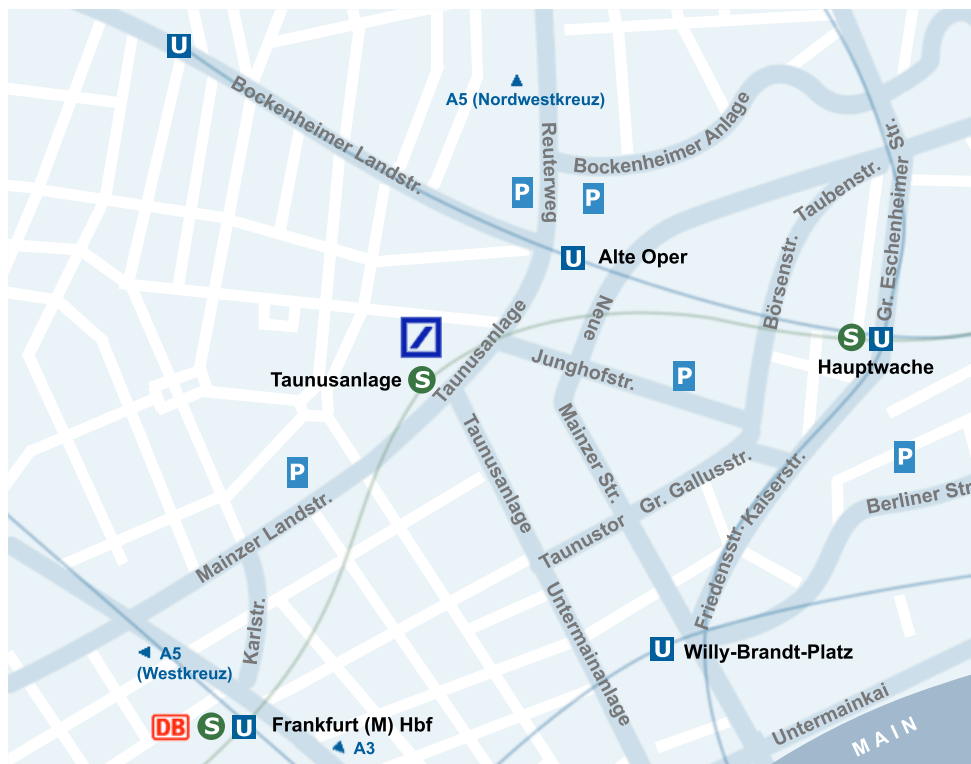 U
Bockenheimer Landstr.
A5 (Nordwestkreuz)
Reuterweg
Bockenheimer Anlage
Gr. Eschenheimer Str.
Taubenstr.
P
P
U
Alte Oper
Börsenstr.
Neue
Taunusanlage
Junghofstr.
S
U
Hauptwache
Taunusanlage
S
P
Mainzer Str.
Taunusanlage
Gr. Gallusstr.
Kaiserstr.
P
P
Berliner Str
Mainzer Landstr.
Taunustor
Friedensstr.
Karlstr.
Untermainanlage
A5
(Westkreuz)
U
Willy-Brandt-Platz
DB
S
U
Frankfurt (M) Hbf
A3
Untermainkai
MAIN